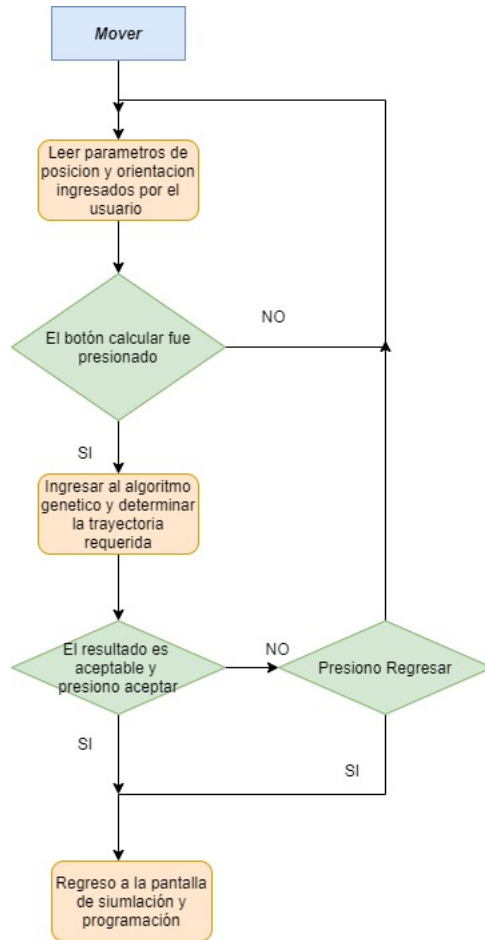 Mover
Leer parametros de
posicion y orientacion
ingresados por el
usuario
El botón calcular fue
presionado
NO
SI
Ingresar al algoritmo
genetico y determinar
la trayectoria
requerida
El resultado es
aceptable y
presiono aceptar
NO
Presiono Regresar
SI
SI
Regreso a la pantalla
de siumlación y
programación